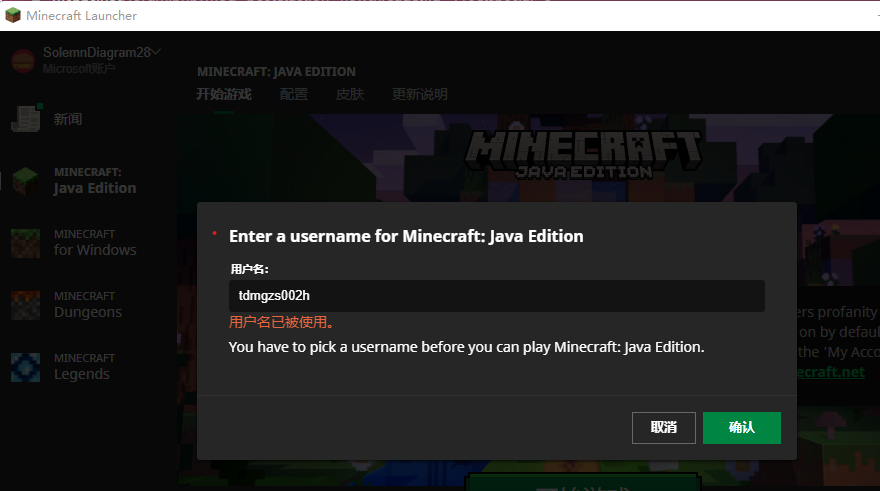 Minecraft Launcher
SolemnDiagram28
Microsoft账户
MINECRAFT: JAVA EDITION
开始游戏 配置 皮肤 更新说明
新闻
MINECRAFT:
Java Edition
MINECRAFT
for Windows
MINECRAFT
Dungeons
MINECRAFT
Legends
MINECRAFT
JAVA EDITION
Enter a username for Minecraft: Java Edition
用户名:
tdmgzs002h
用户名已被使用。
You have to pick a username before you can play Minecraft: Java Edition.
取消 确认
ers profanity
on by default
the 'My Acco
ecraft.net